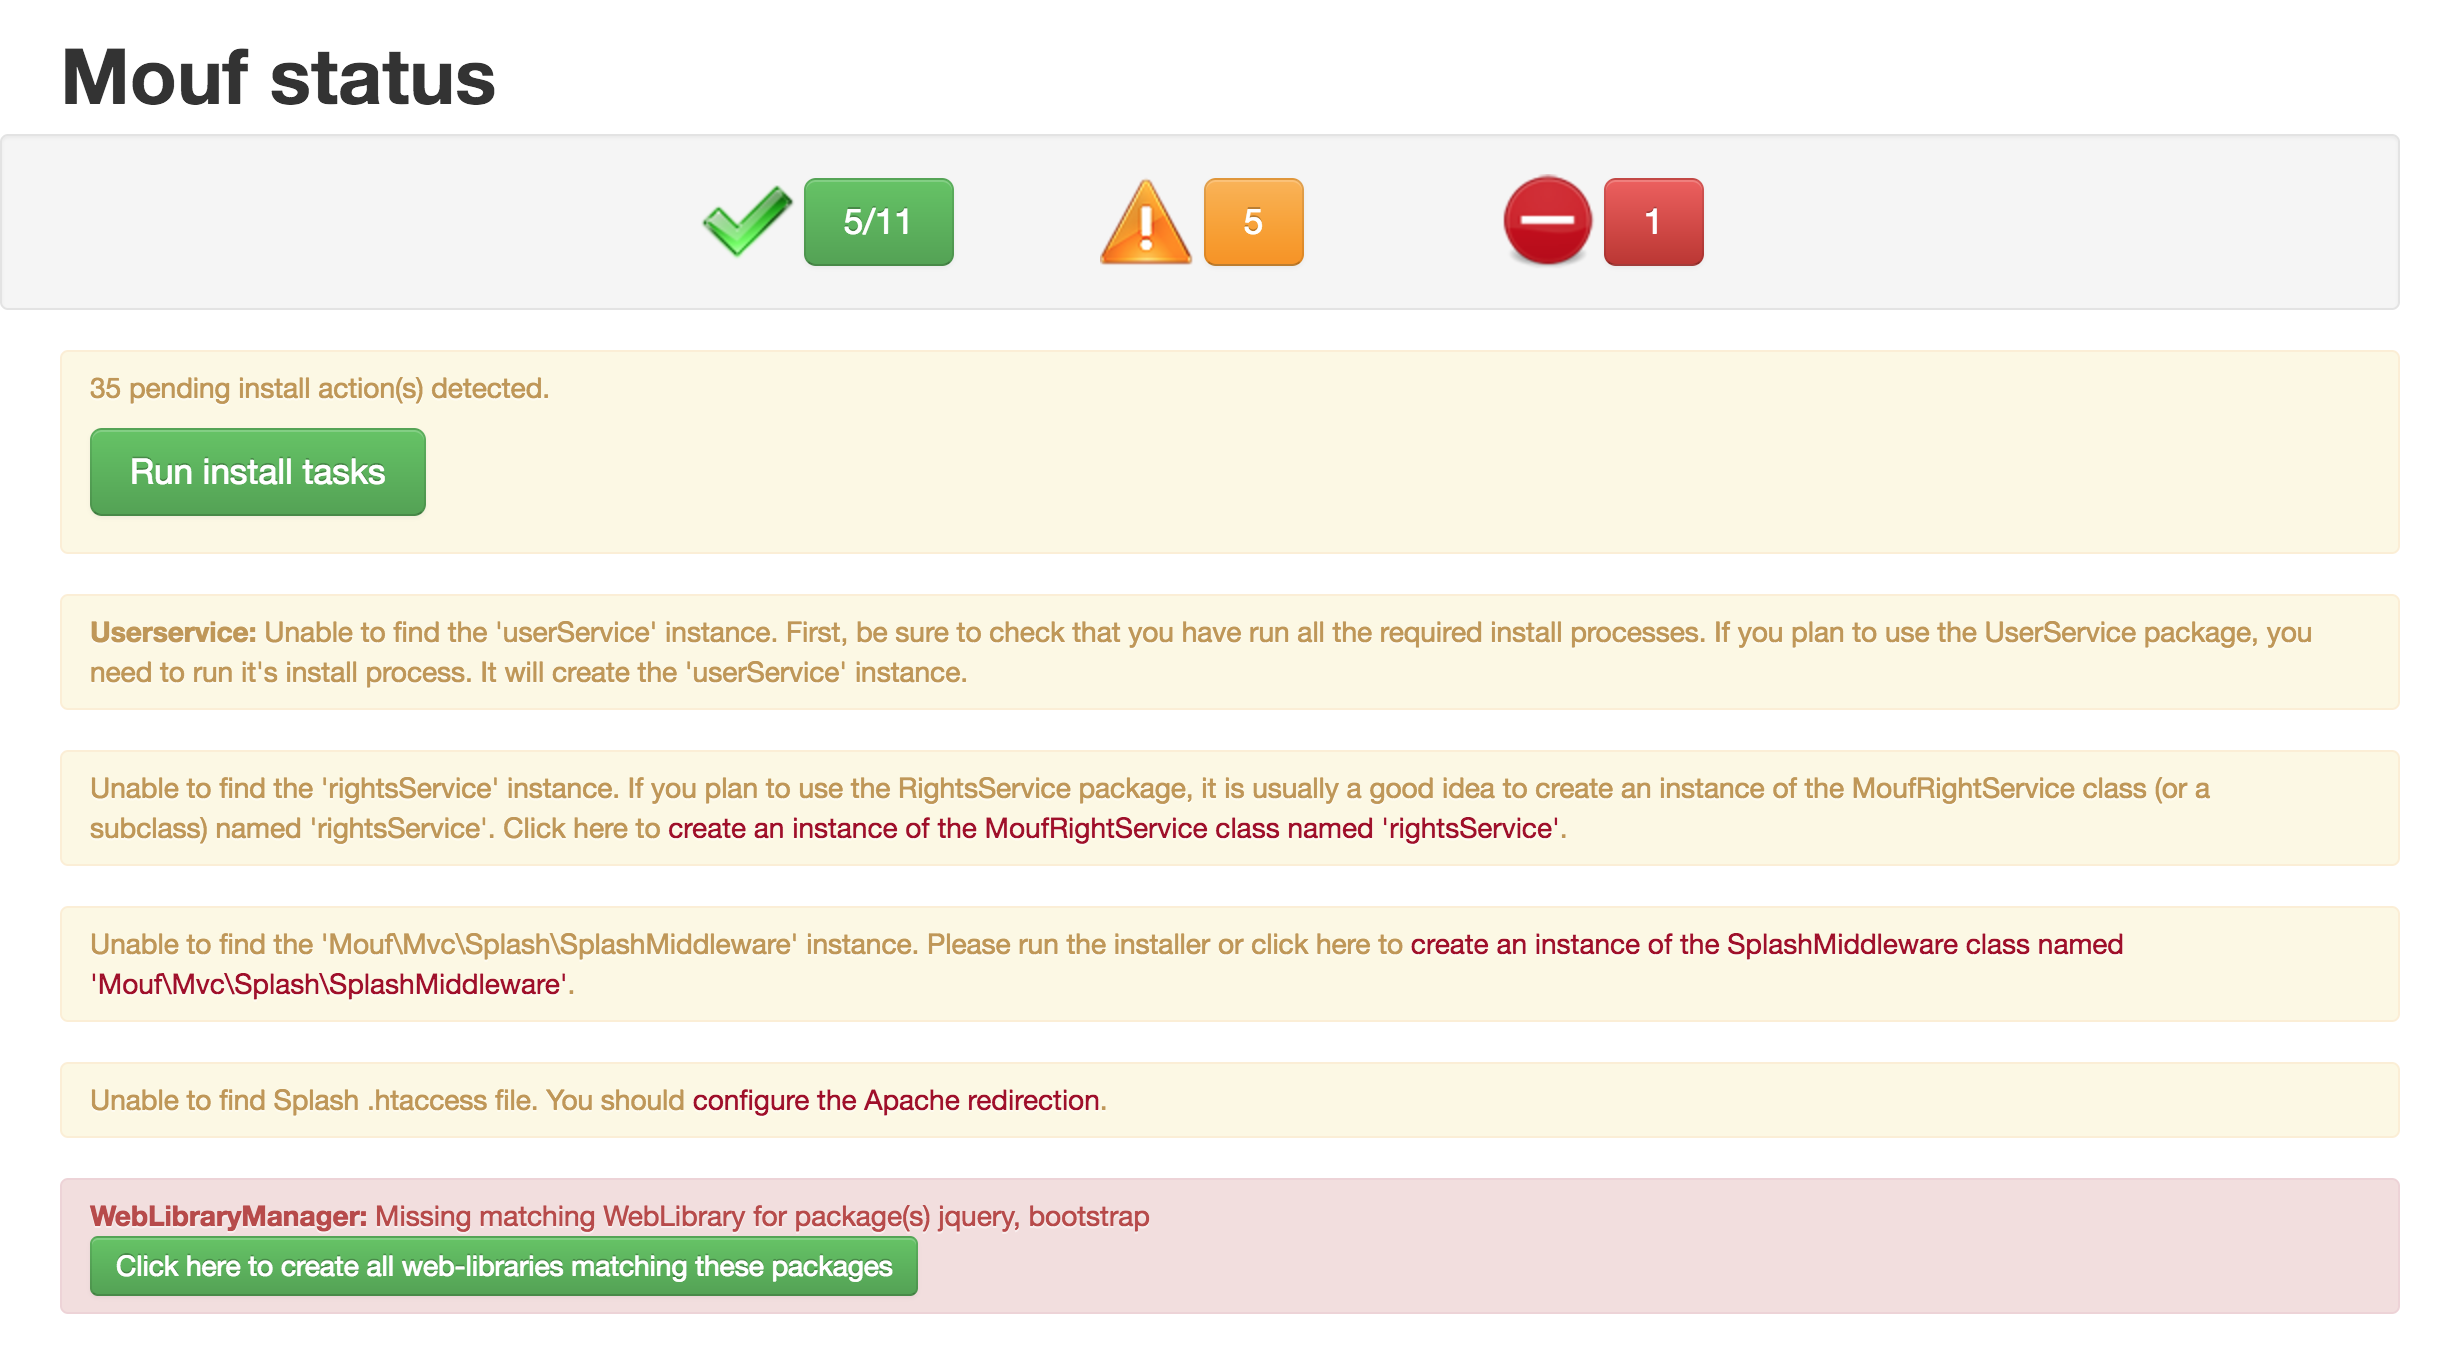 Mouf status
5/11
5
1
35 pending install action(s) detected.
Run install tasks
Userservice: Unable to find the 'userService' instance. First, be sure to check that you have run all the required install processes. If you plan to use the UserService package, you
need to run it's install process. It will create the 'userService' instance.
Unable to find the 'rightsService' instance. If you plan to use the RightsService package, it is usually a good idea to create an instance of the MoufRightService class (or a
subclass) named 'rightsService'. Click here to create an instance of the MoufRightService class named 'rightsService'.
Unable to find the 'Mouf\Mvc\Splash\SplashMiddleware' instance. Please run the installer or click here to create an instance of the SplashMiddleware class named
'Mouf\Mvc\Splash\SplashMiddleware'.
Unable to find Splash .htaccess file. You should configure the Apache redirection.
WebLibraryManager: Missing matching WebLibrary for package(s) jquery, bootstrap
Click here to create all web-libraries matching these packages